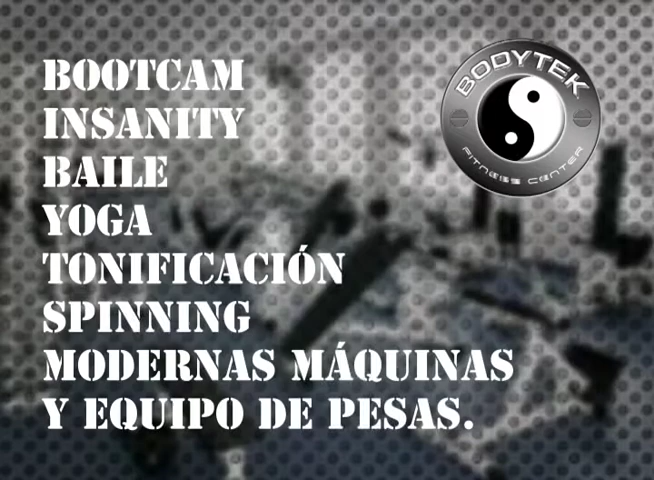 BODYTEK
FITNESS CENTER
BOOTCAM
INSANITY
BAILE
YOGA
TONIFICACIÓN
SPINNING
MODERNAS MÁQUINAS
Y EQUIPO DE PESAS.